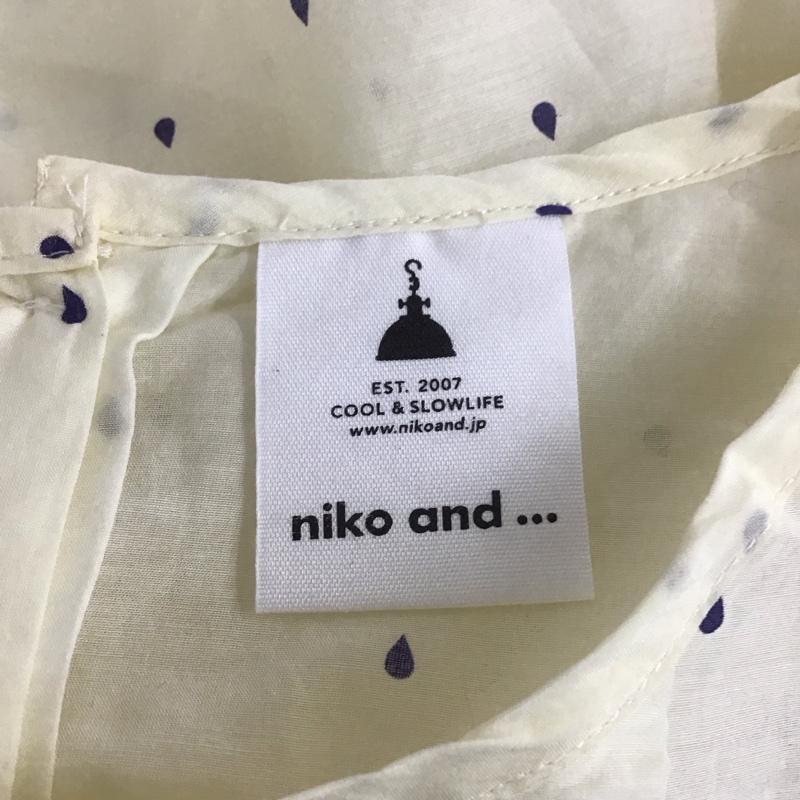 EST. 2007
COOL & SLOWLIFE
www.nikoand.jp
niko and ...